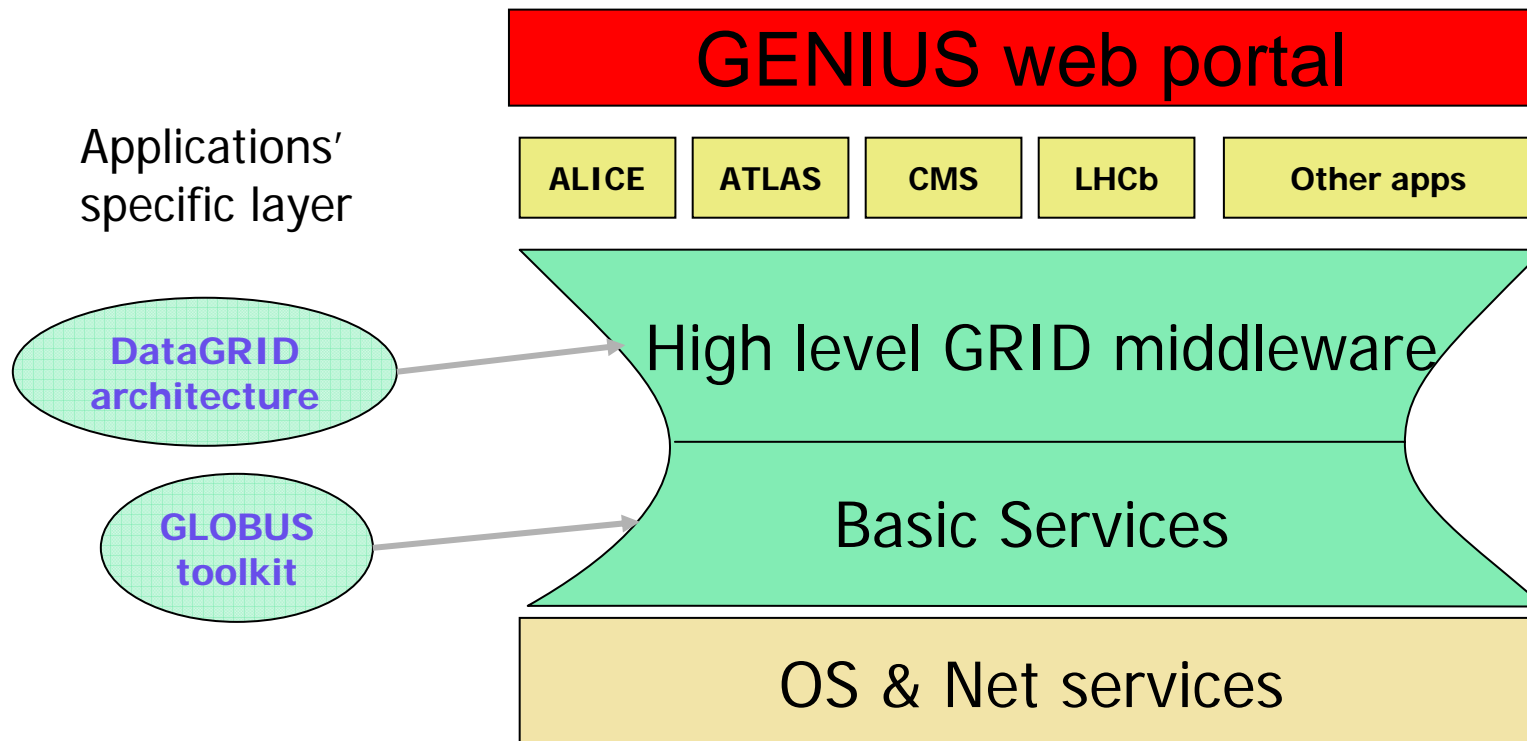 GENIUS web portal
Applications'
specific layer
ALICE
ATLAS
CMS
LHCb
Other apps
DataGRID
architecture
High level GRID middleware
GLOBUS
toolkit
Basic Services
OS & Net services